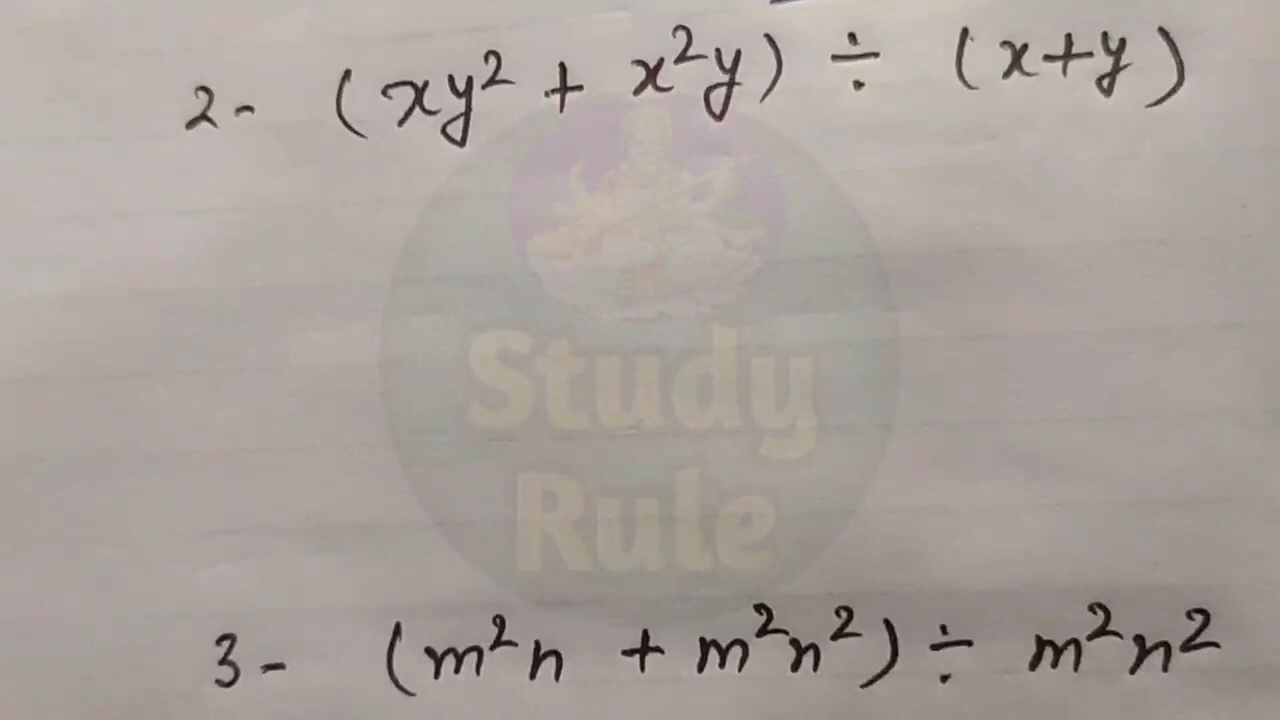 2- (xy² + x²y) ÷ (x+y)
Study
Rule
3- (m²n + m²n²) ÷ m²n²